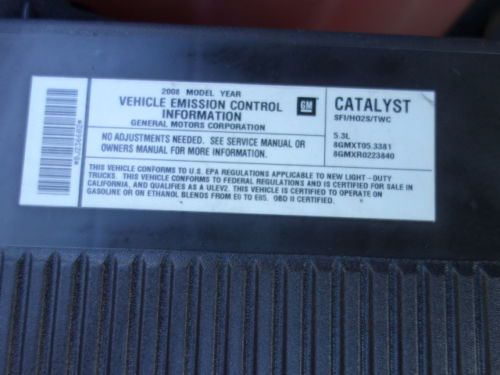 2008 MODEL YEAR
VEHICLE EMISSION CONTROL
INFORMATION
GENERAL MOTORS CORPORATION
GM
CATALYST
SFI/HO2S/TWC
5.3L
8GMXT05.3381
8GMXR0223840
NO ADJUSTMENTS NEEDED. SEE SERVICE MANUAL OR
OWNERS MANUAL FOR MORE INFORMATION.
THIS VEHICLE CONFORMS TO U.S. EPA REGULATIONS APPLICABLE TO NEW LIGHT-DUTY
TRUCKS. THIS VEHICLE CONFORMS TO FEDERAL REGULATIONS AND IS CERTIFIED FOR SALE IN
CALIFORNIA, AND QUALIFIES AS A ULEV2. THIS VEHICLE IS CERTIFIED TO OPERATE ON
GASOLINE OR ON ETHANOL BLENDS FROM E0 TO E85. OBD II CERTIFIED.